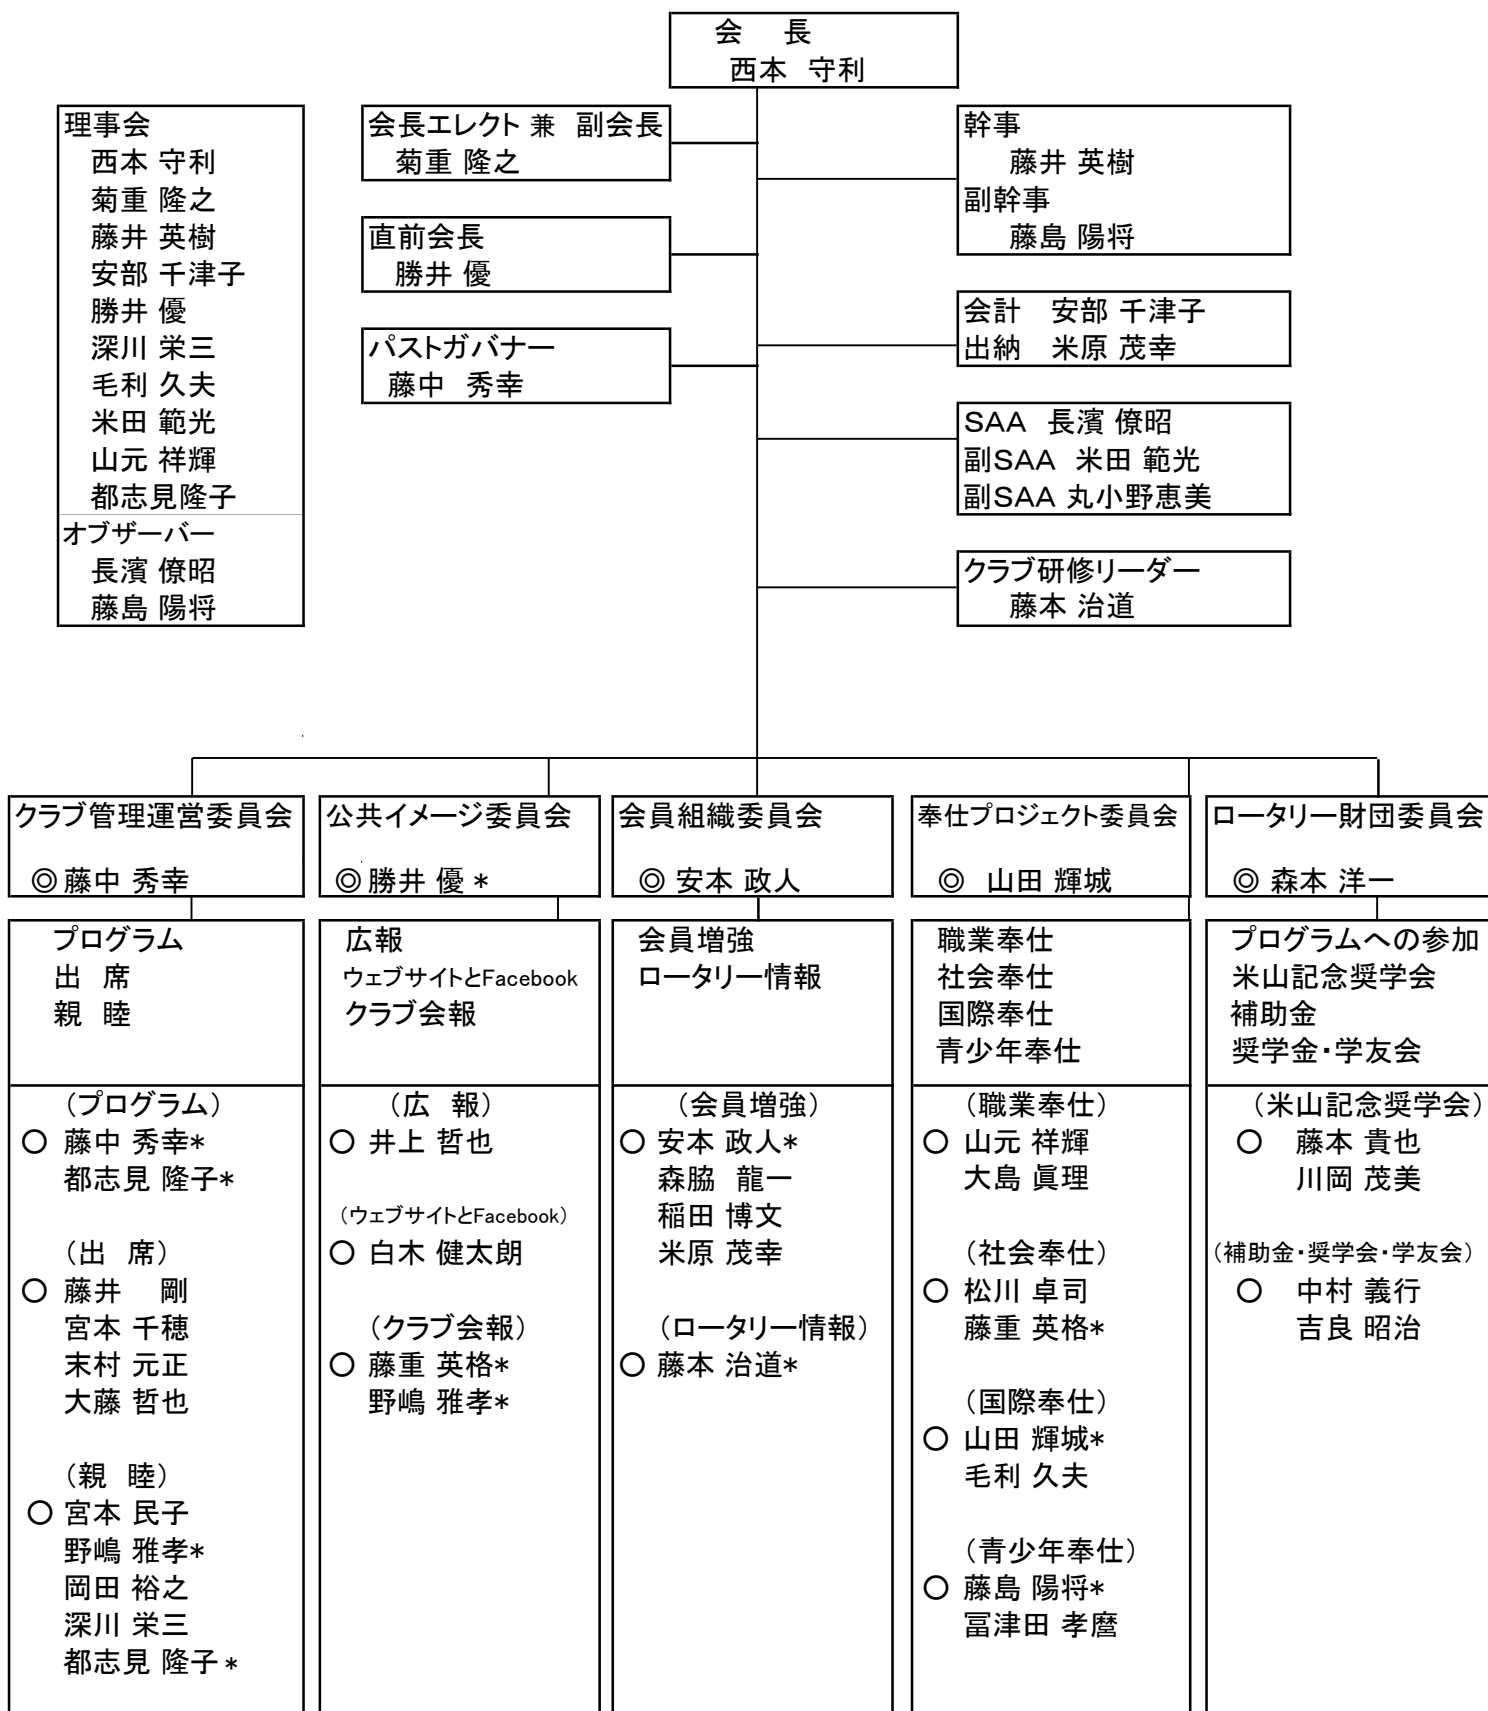 会　長
西本 守利
理事会
西本 守利
菊重 隆之
藤井 英樹
安部 千津子
勝井 優
深川 栄三
毛利 久夫
米田 範光
山元 祥輝
都志見隆子
オブザーバー
長濱 僚昭
藤島 陽将
会長エレクト 兼 副会長
菊重 隆之
直前会長
勝井 優
パストガバナー
藤中 秀幸
幹事
藤井 英樹
副幹事
藤島 陽将
会計 安部 千津子
出納 米原 茂幸
SAA 長濱 僚昭
副SAA 米田 範光
副SAA 丸小野恵美
クラブ研修リーダー
藤本 治道
クラブ管理運営委員会
◎ 藤中 秀幸
プログラム
出 席
親 睦
(プログラム)
○ 藤中 秀幸*
都志見 隆子*
(出 席)
○ 藤井 剛
宮本 千穂
末村 元正
大藤 哲也
(親 睦)
○ 宮本 民子
野嶋 雅孝*
岡田 裕之
深川 栄三
都志見 隆子*
公共イメージ委員会
◎ 勝井 優*
広報
ウェブサイトとFacebook
クラブ会報
(広 報)
○ 井上 哲也
(ウェブサイトとFacebook)
○ 白木 健太朗
(クラブ会報)
○ 藤重 英格*
野嶋 雅孝*
会員組織委員会
◎ 安本 政人
会員増強
ロータリー情報
(会員増強)
○ 安本 政人*
森脇 龍一
稲田 博文
米原 茂幸
(ロータリー情報)
○ 藤本 治道*
奉仕プロジェクト委員会
◎ 山田 輝城
職業奉仕
社会奉仕
国際奉仕
青少年奉仕
(職業奉仕)
○ 山元 祥輝
大島 眞理
(社会奉仕)
○ 松川 卓司
藤重 英格*
(国際奉仕)
○ 山田 輝城*
毛利 久夫
(青少年奉仕)
○ 藤島 陽将*
冨津田 孝麿
ロータリー財団委員会
◎ 森本 洋一
プログラムへの参加
米山記念奨学会
補助金
奨学金・学友会
(米山記念奨学会)
○ 藤本 貴也
川岡 茂美
(補助金・奨学会・学友会)
○ 中村 義行
吉良 昭治